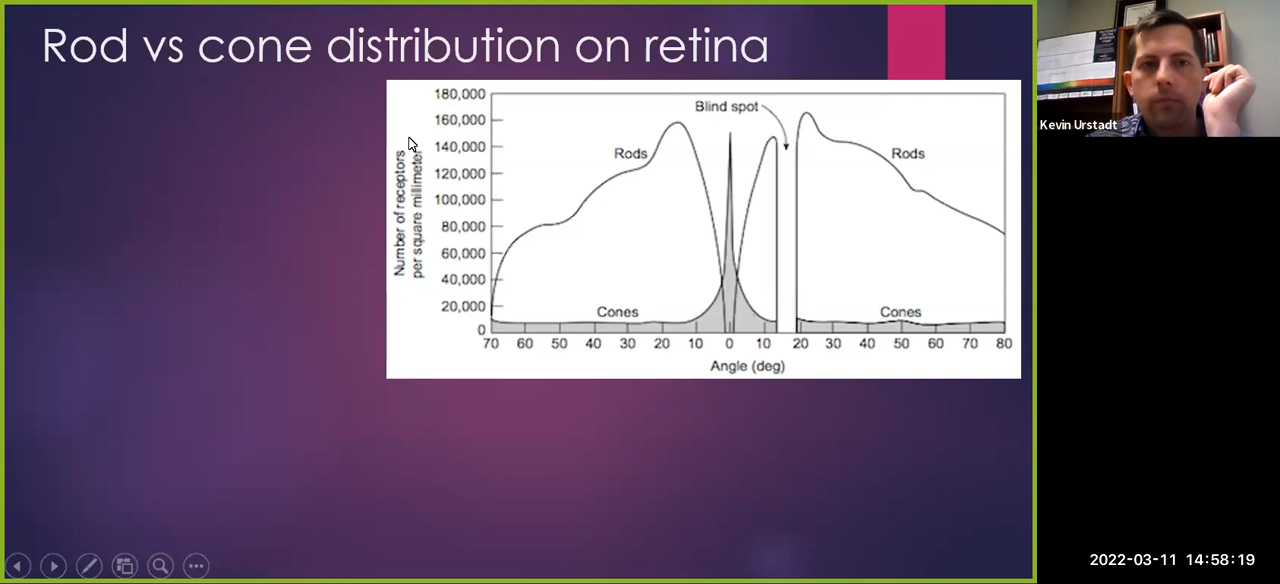 Rod vs cone distribution on retina
Kevin Urstadt
180,000
160,000
140,000
120,000
100,000
80,000
60,000
40,000
20,000
0
Number of receptors
per square millimeter
Blind spot
Rods
Rods
Cones
Cones
70 60 50 40 30 20 10 0 10 20 30 40 50 60 70 80
Angle (deg)
2022-03-11 14:58:19